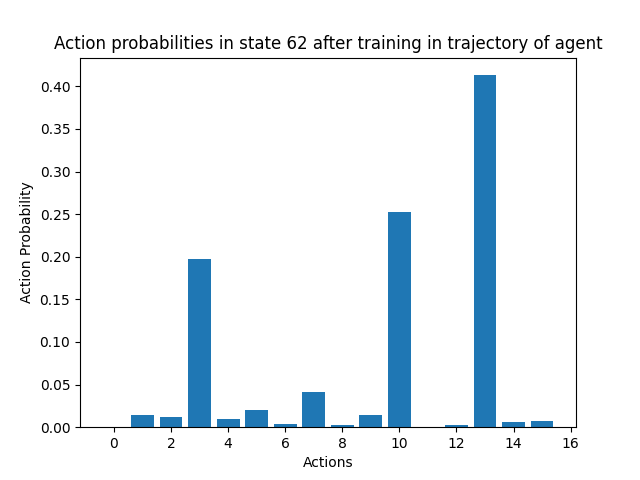 Action probabilities in state 62 after training in trajectory of agent
0.40
0.35
0.30
0.25
0.20
0.15
0.10
0.05
0.00
Action Probability
0 2 4 6 8 10 12 14 16
Actions